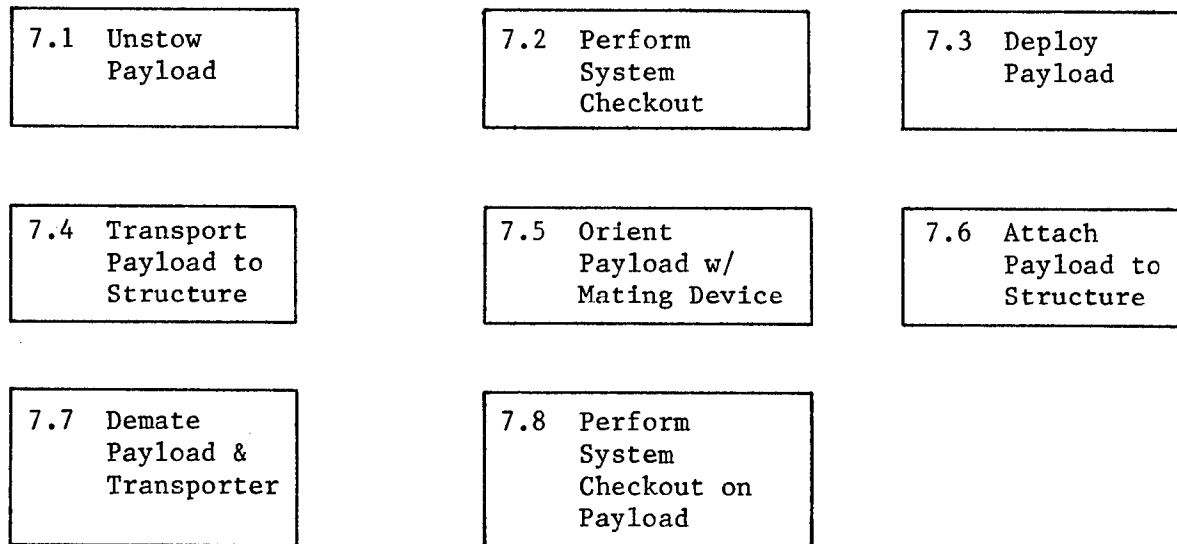 7.1 Unstow
Payload
7.2 Perform
System
Checkout
7.3 Deploy
Payload
7.4 Transport
Payload to
Structure
7.5 Orient
Payload w/
Mating Device
7.6 Attach
Payload to
Structure
7.7 Demate
Payload &
Transporter
7.8 Perform
System
Checkout on
Payload